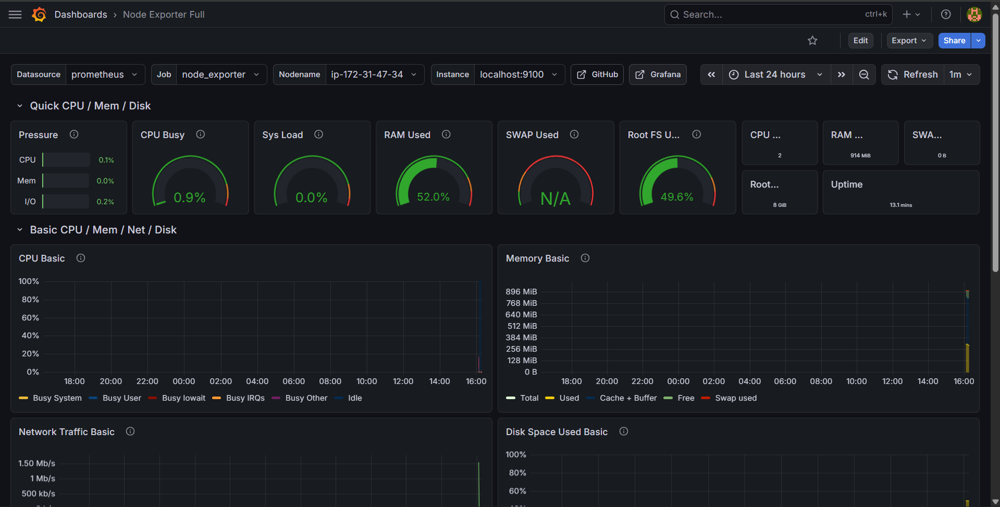 Dashboards › Node Exporter Full
Search... ctrl+k
Edit Export Share
Datasource prometheus Job node_exporter Nodename ip-172-31-47-34 Instance localhost:9100 GitHub Grafana Last 24 hours Refresh 1m
Quick CPU / Mem / Disk
Pressure
CPU 0.1%
Mem 0.0%
I/O 0.2%
CPU Busy
0.9%
Sys Load
0.0%
RAM Used
52.0%
SWAP Used
N/A
Root FS U...
49.6%
CPU ...
2
RAM ...
914 MiB
SWA...
0 B
Root...
8 GiB
Uptime
13.1 mins
Basic CPU / Mem / Net / Disk
CPU Basic
100%
80%
60%
40%
20%
0%
18:00 20:00 22:00 00:00 02:00 04:00 06:00 08:00 10:00 12:00 14:00 16:00
Busy System Busy User Busy Iowait Busy IRQs Busy Other Idle
Memory Basic
896 MiB
768 MiB
640 MiB
512 MiB
384 MiB
256 MiB
128 MiB
0 B
18:00 20:00 22:00 00:00 02:00 04:00 06:00 08:00 10:00 12:00 14:00 16:00
Total Used Cache + Buffer Free Swap used
Network Traffic Basic
1.50 Mb/s
1 Mb/s
500 kb/s
Disk Space Used Basic
100%
80%
60%